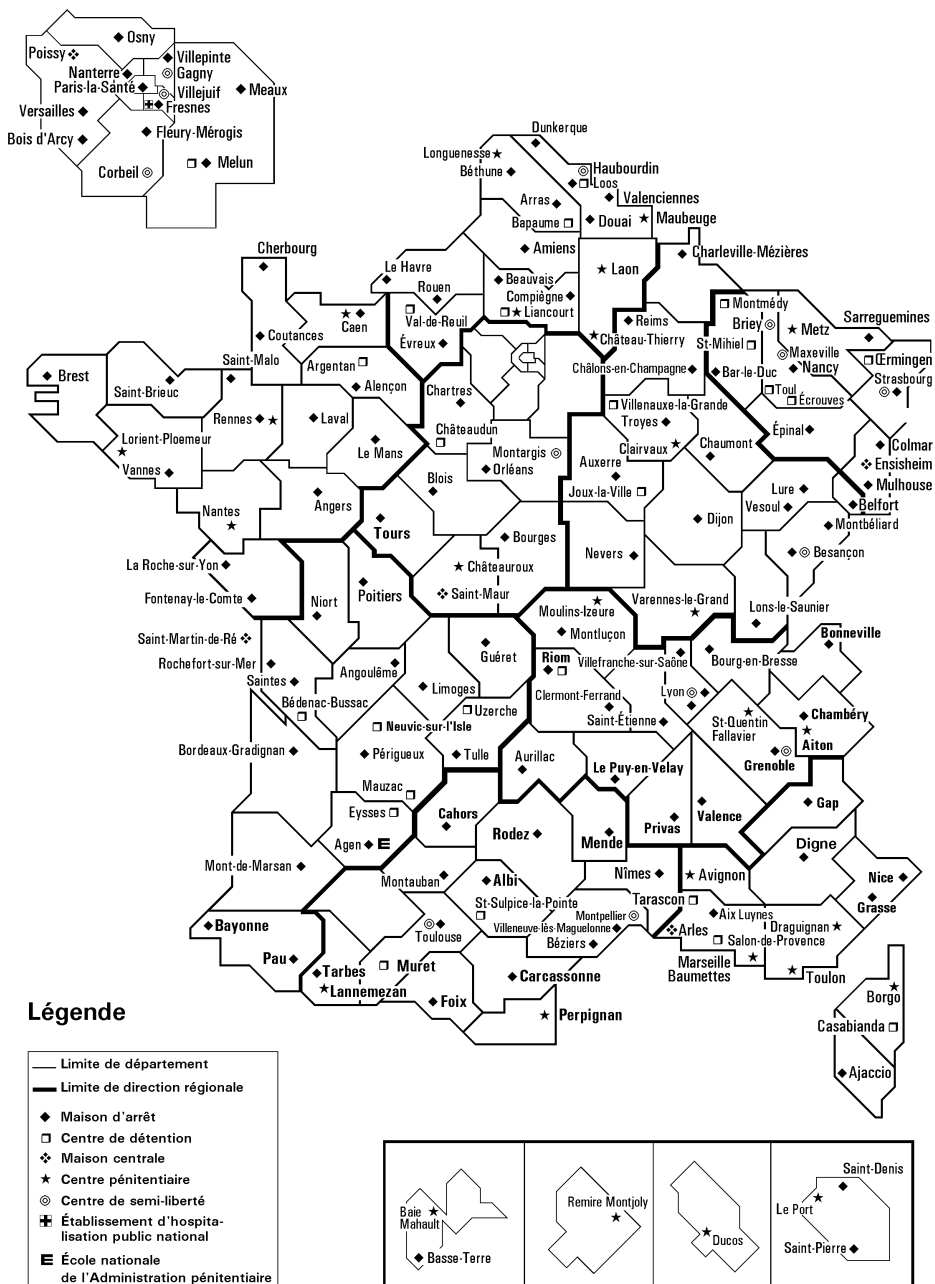 Osny
Poissy
Villepinte
Nanterre
Gagny
Paris-la-Santé
Villejuif
Meaux
Fresnes
Versailles
Fleury-Mérogis
Bois d'Arcy
Corbeil
Melun
Dunkerque
Longuenesse
Béthune
Haubourdin
Loos
Arras
Valenciennes
Bapaume
Douai
Maubeuge
Amiens
Charleville-Mézières
Cherbourg
Le Havre
Laon
Beauvais
Rouen
Compiègne
Liancourt
Montmédy
Caen
Val-de-Reuil
Reims
Briey
Metz
Sarreguemines
Coutances
Évreux
Château-Thierry
St-Mihiel
Maxeville
Œrmingen
Saint-Malo
Argentan
Châlons-en-Champagne
Bar-le-Duc
Nancy
Strasbourg
Brest
Saint-Brieuc
Alençon
Chartres
Toul
Écrouves
Rennes
Laval
Châteaudun
Villenauxe-la-Grande
Troyes
Épinal
Lorient-Ploemeur
Le Mans
Montargis
Clairvaux
Chaumont
Colmar
Vannes
Orléans
Auxerre
Ensisheim
Blois
Joux-la-Ville
Lure
Mulhouse
Angers
Vesoul
Belfort
Nantes
Tours
Dijon
Montbéliard
Bourges
Nevers
Besançon
La Roche-sur-Yon
Châteauroux
Fontenay-le-Comte
Niort
Poitiers
Saint-Maur
Moulins-Izeure
Varennes-le-Grand
Lons-le-Saunier
Saint-Martin-de-Ré
Montluçon
Bonneville
Rochefort-sur-Mer
Guéret
Riom
Villefranche-sur-Saône
Bourg-en-Bresse
Saintes
Angoulême
Limoges
Clermont-Ferrand
Lyon
Bédenac-Bussac
Uzerche
Saint-Étienne
St-Quentin
Fallavier
Chambéry
Neuvic-sur-l'Isle
Aiton
Bordeaux-Gradignan
Périgueux
Tulle
Aurillac
Le Puy-en-Velay
Grenoble
Mauzac
Eysses
Cahors
Rodez
Privas
Valence
Gap
Agen
Mende
Digne
Mont-de-Marsan
Montauban
Albi
Nîmes
Avignon
Nice
St-Sulpice-la-Pointe
Tarascon
Grasse
Bayonne
Toulouse
Montpellier
Aix Luynes
Villeneuve-lès-Maguelonne
Arles
Draguignan
Béziers
Salon-de-Provence
Pau
Tarbes
Muret
Marseille
Baumettes
Toulon
Lannemezan
Carcassonne
Foix
Perpignan
Borgo
Casabianda
Ajaccio
Légende
Limite de département
Limite de direction régionale
Maison d'arrêt
Centre de détention
Maison centrale
Centre pénitentiaire
Centre de semi-liberté
Établissement d'hospita-
lisation public national
École nationale
de l'Administration pénitentiaire
Baie
Mahault
Basse-Terre
Remire Montjoly
Ducos
Saint-Denis
Le Port
Saint-Pierre